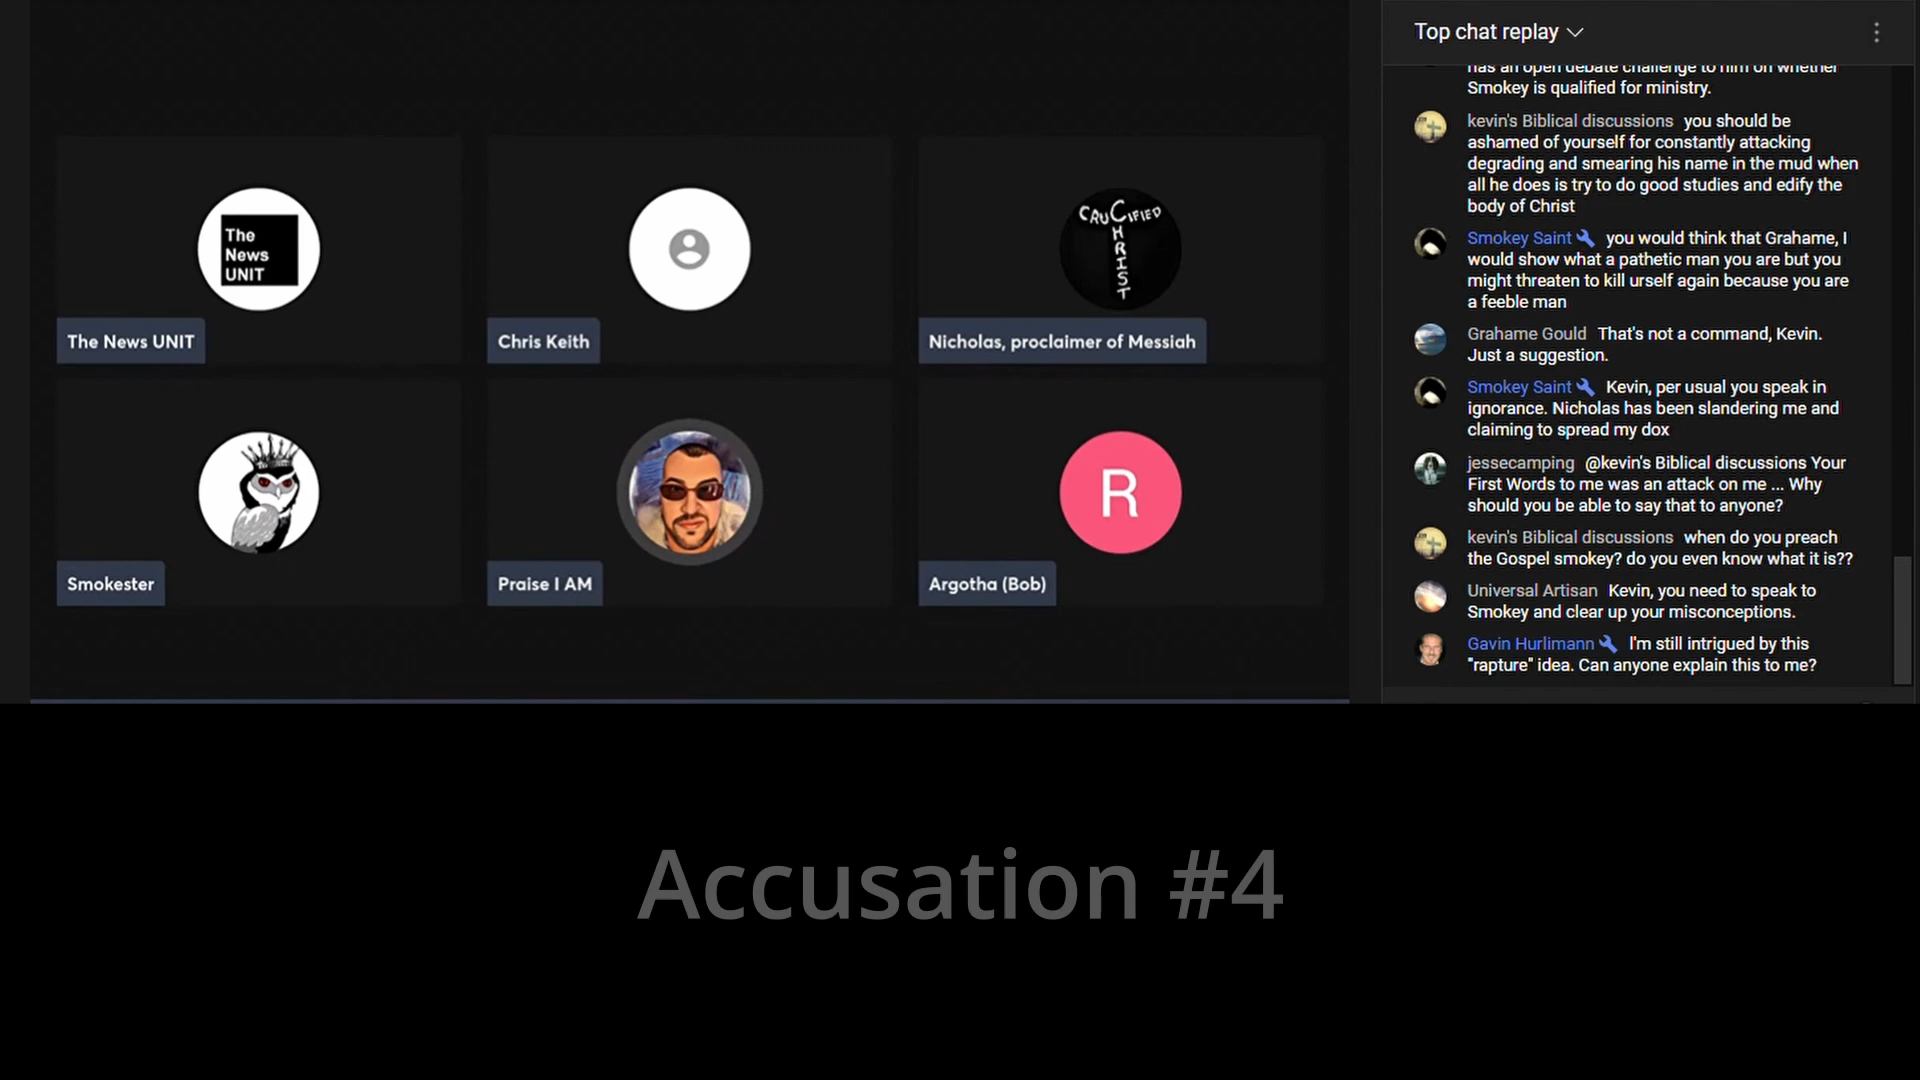 Top chat replay
has an open debate challenge to him on whether
Smokey is qualified for ministry.
kevin's Biblical discussions you should be
ashamed of yourself for constantly attacking
degrading and smearing his name in the mud when
all he does is try to do good studies and edify the
body of Christ
Smokey Saint you would think that Grahame, I
would show what a pathetic man you are but you
might threaten to kill urself again because you are
a feeble man
Grahame Gould That's not a command, Kevin.
Just a suggestion.
Smokey Saint Kevin, per usual you speak in
ignorance. Nicholas has been slandering me and
claiming to spread my dox
jessecamping @kevin's Biblical discussions Your
First Words to me was an attack on me ... Why
should you be able to say that to anyone?
kevin's Biblical discussions when do you preach
the Gospel smokey? do you even know what it is??
Universal Artisan Kevin, you need to speak to
Smokey and clear up your misconceptions.
Gavin Hurlimann I'm still intrigued by this
"rapture" idea. Can anyone explain this to me?
The
News
UNIT
The News UNIT
Chris Keith
CRUCIFIED
CHRIST
Nicholas, proclaimer of Messiah
Smokester
Praise I AM
R
Argotha (Bob)
Accusation #4